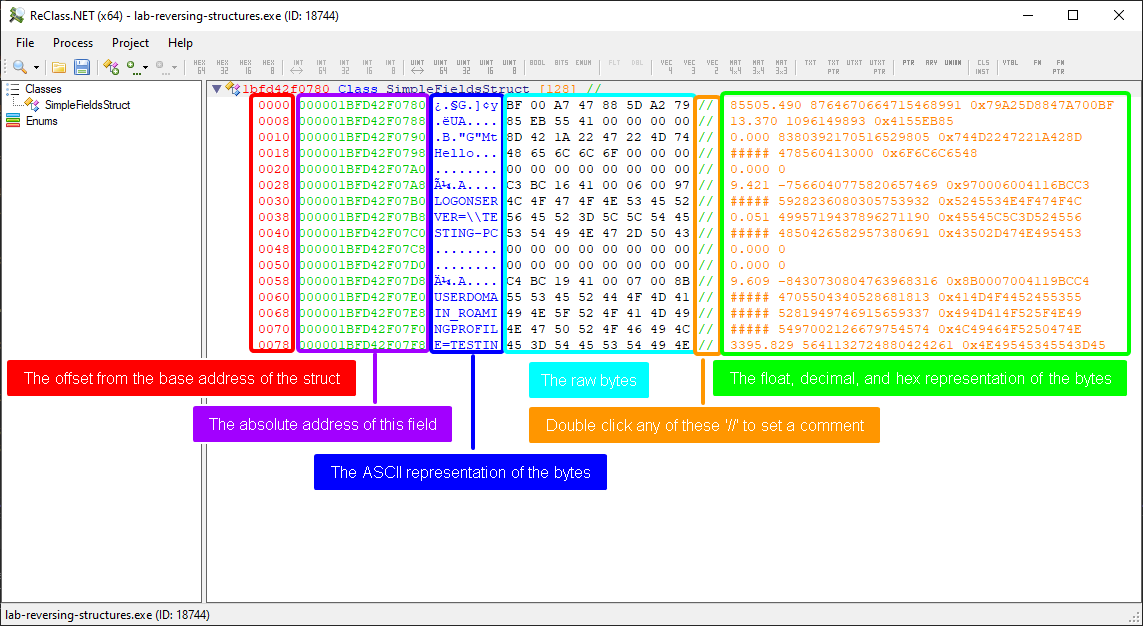 ReClass.NET (x64) - lab-reversing-structures.exe (ID: 18744)
File Process Project Help
HEX 64 HEX 32 HEX 16 HEX 8 INT INT 64 INT 32 INT 16 INT 8 UINT UINT 64 UINT 32 UINT 16 UINT 8 BOOL BITS ENUM FLT DBL VEC 4 VEC 3 VEC 2 MAT 4x4 MAT 3x4 MAT 3x3 TXT TXT PTR UTXT UTXT PTR PTR ARY UNION CLS INST VTBL FN FN PTR
Classes
SimpleFieldsStruct
Enums
1bfd42f0780 Class SimpleFieldsStruct [128] //
0000 000001BFD42F0780 ¿.§G.]¢y BF 00 A7 47 88 5D A2 79 // 85505.490 8764670664715468991 0x79A25D8847A700BF
0008 000001BFD42F0788 .ëUA.... 85 EB 55 41 00 00 00 00 // 13.370 1096149893 0x4155EB85
0010 000001BFD42F0790 .B."G"Mt 8D 42 1A 22 47 22 4D 74 // 0.000 8380392170516529805 0x744D2247221A428D
0018 000001BFD42F0798 Hello... 48 65 6C 6C 6F 00 00 00 // ##### 478560413000 0x6F6C6C6548
0020 000001BFD42F07A0 ........ 00 00 00 00 00 00 00 00 // 0.000 0
0028 000001BFD42F07A8 Ã¼.A.... C3 BC 16 41 00 06 00 97 // 9.421 -7566040775820657469 0x970006004116BCC3
0030 000001BFD42F07B0 LOGONSER 4C 4F 47 4F 4E 53 45 52 // ##### 5928236080305753932 0x5245534E4F474F4C
0038 000001BFD42F07B8 VER=\\TE 56 45 52 3D 5C 5C 54 45 // 0.051 4995719437896271190 0x45545C5C3D524556
0040 000001BFD42F07C0 STING-PC 53 54 49 4E 47 2D 50 43 // ##### 4850426582957380691 0x43502D474E495453
0048 000001BFD42F07C8 ........ 00 00 00 00 00 00 00 00 // 0.000 0
0050 000001BFD42F07D0 ........ 00 00 00 00 00 00 00 00 // 0.000 0
0058 000001BFD42F07D8 Ä¼.A.... C4 BC 19 41 00 07 00 8B // 9.609 -8430730804763968316 0x8B0007004119BCC4
0060 000001BFD42F07E0 USERDOMA 55 53 45 52 44 4F 4D 41 // ##### 4705504340528681813 0x414D4F4452455355
0068 000001BFD42F07E8 IN_ROAMI 49 4E 5F 52 4F 41 4D 49 // ##### 5281949746915659337 0x494D414F525F4E49
0070 000001BFD42F07F0 NGPROFIL 4E 47 50 52 4F 46 49 4C // ##### 5497002126679754574 0x4C49464F5250474E
0078 000001BFD42F07F8 E=TESTIN 45 3D 54 45 53 54 49 4E // 3395.829 5641132724880424261 0x4E49545345543D45
The offset from the base address of the struct
The raw bytes
The float, decimal, and hex representation of the bytes
The absolute address of this field
Double click any of these '//' to set a comment
The ASCII representation of the bytes
lab-reversing-structures.exe (ID: 18744)